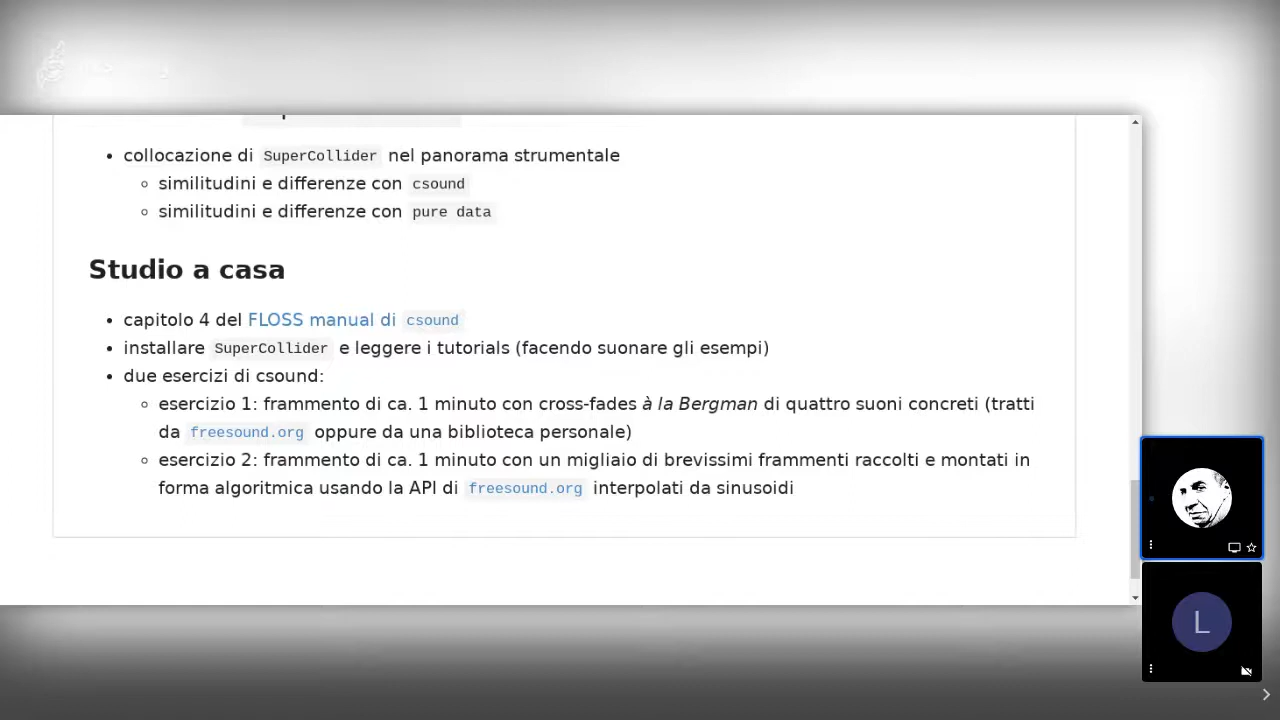 collocazione di SuperCollider nel panorama strumentale
similitudini e differenze con csound
similitudini e differenze con pure data
Studio a casa
capitolo 4 del FLOSS manual di csound
installare SuperCollider e leggere i tutorials (facendo suonare gli esempi)
due esercizi di csound:
esercizio 1: frammento di ca. 1 minuto con cross-fades à la Bergman di quattro suoni concreti (tratti
da freesound.org oppure da una biblioteca personale)
esercizio 2: frammento di ca. 1 minuto con un migliaio di brevissimi frammenti raccolti e montati in
forma algoritmica usando la API di freesound.org interpolati da sinusoidi
L